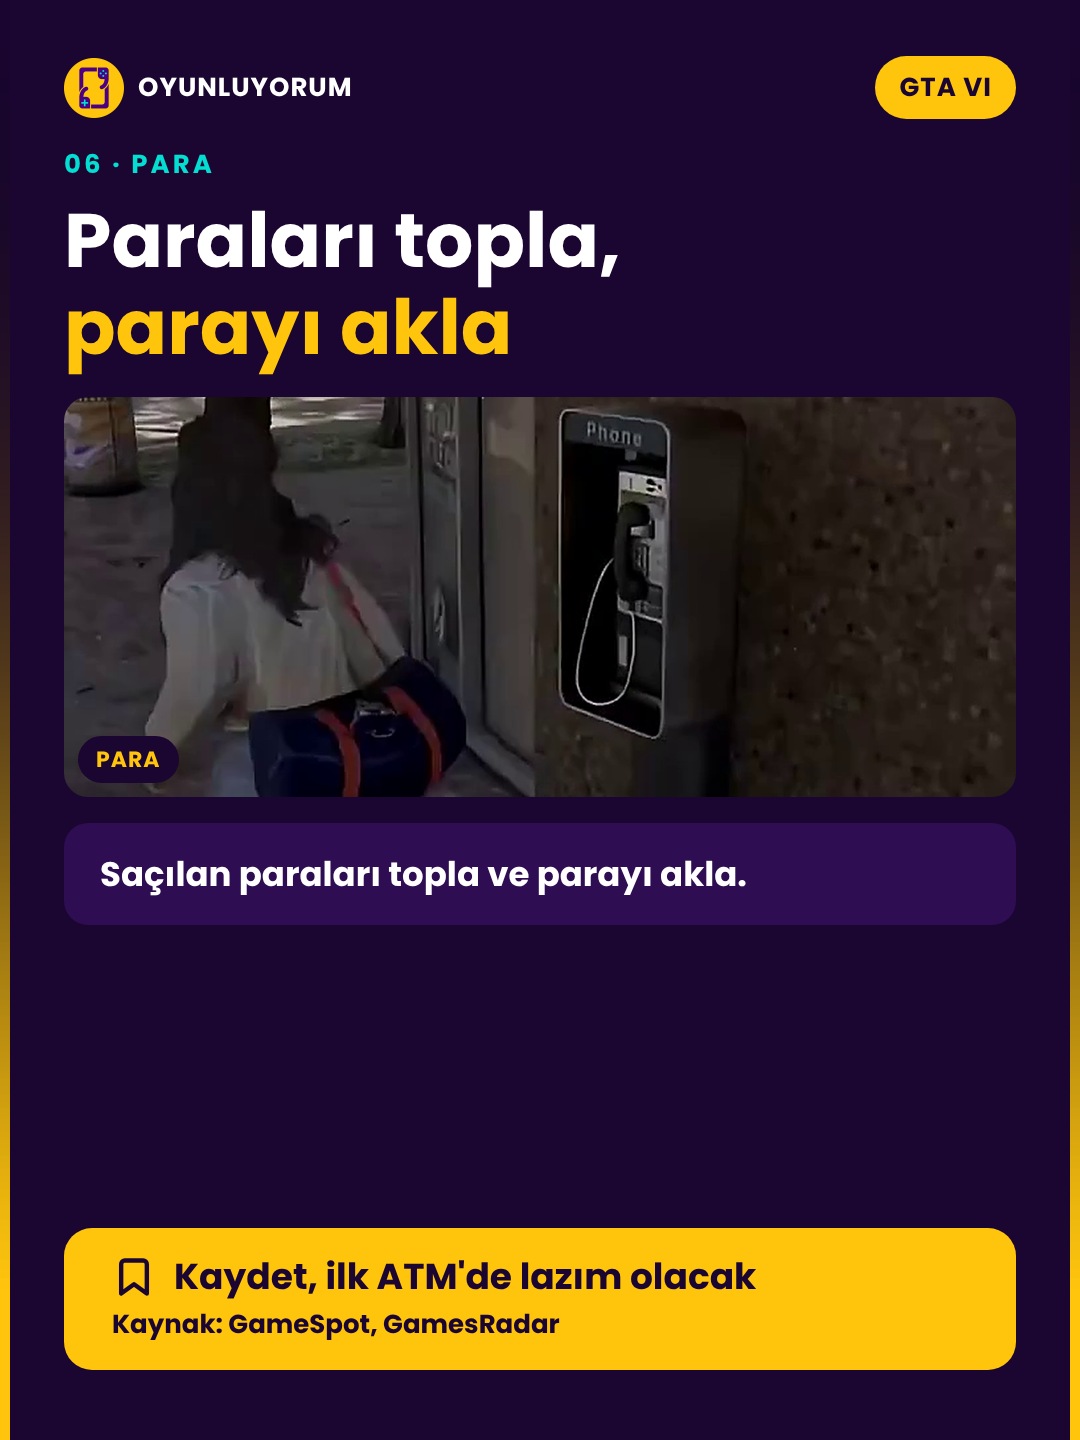 OYUNLUYORUM
GTA VI
06 · PARA
Paraları topla,
parayı akla
Phone
PARA
Saçılan paraları topla ve parayı akla.
Kaydet, ilk ATM'de lazım olacak
Kaynak: GameSpot, GamesRadar